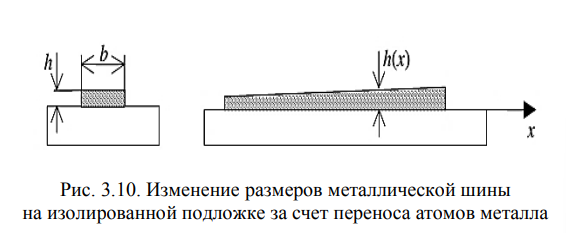 h
b
h(x)
x
Рис. 3.10. Изменение размеров металлической шины
на изолированной подложке за счет переноса атомов металла